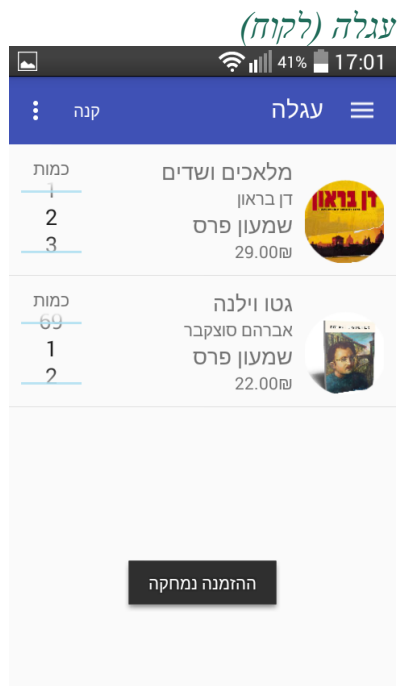 עגלה (לקוח)
41% 17:01
עגלה
קנה
מלאכים ושדים
דן בראון
שמעון פרס
29.00₪
כמות
1
2
3
דן בראון
גטו וילנה
אברהם סוצקבר
שמעון פרס
22.00₪
כמות
69
1
2
ההזמנה נמחקה